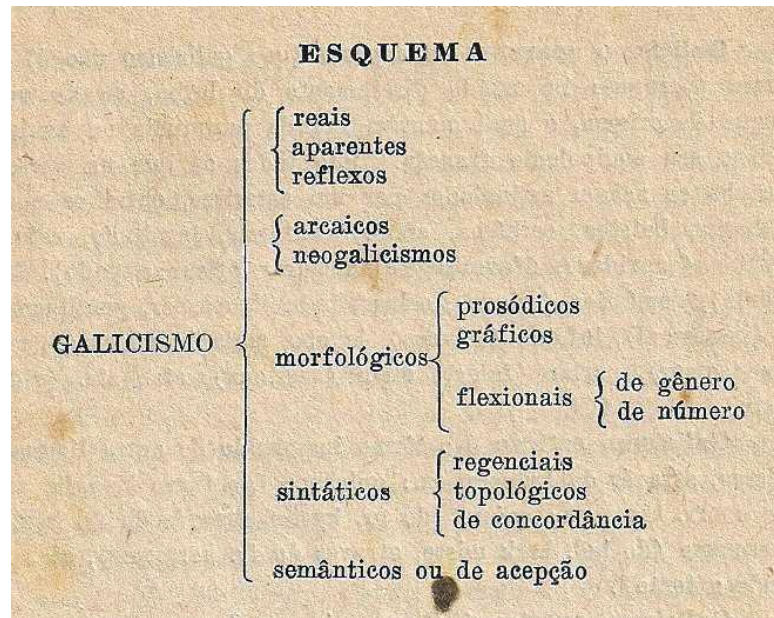 ESQUEMA
reais
aparentes
reflexos
arcaicos
neogalicismos
GALICISMO
morfológicos
prosódicos
gráficos
flexionais
de gênero
de número
sintáticos
regenciais
topológicos
de concordância
semânticos ou de acepção